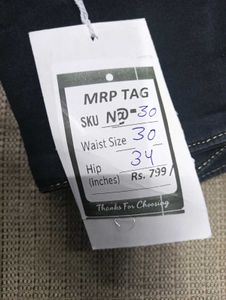 MRP TAG
SKU N@-30
Waist Size 30
Hip 34
(inches) Rs. 799/
Thanks For Choosing